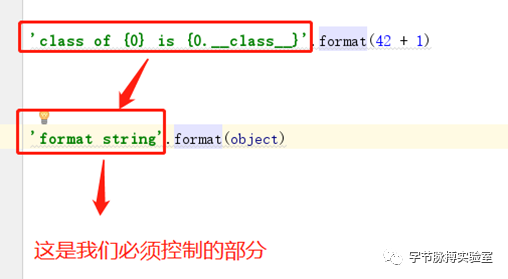 'class of {0} is {0.__class__}'.format(42 + 1)
'format string'.format(object)
这是我们必须控制的部分
字节脉搏实验室